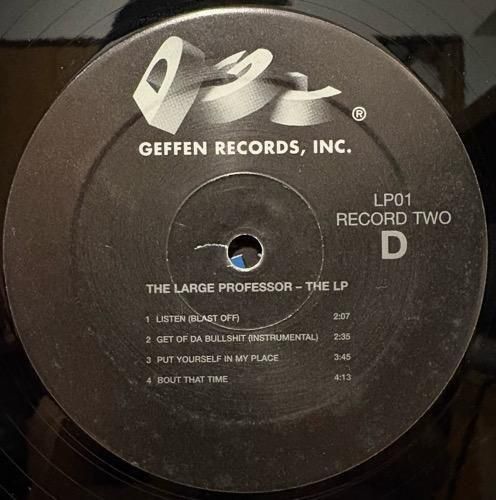 ®
GEFFEN RECORDS, INC.
LP01
RECORD TWO
D
THE LARGE PROFESSOR – THE LP
1 LISTEN (BLAST OFF) 2:07
2 GET OF DA BULLSHIT (INSTRUMENTAL) 2:35
3 PUT YOURSELF IN MY PLACE 3:45
4 BOUT THAT TIME 4:13